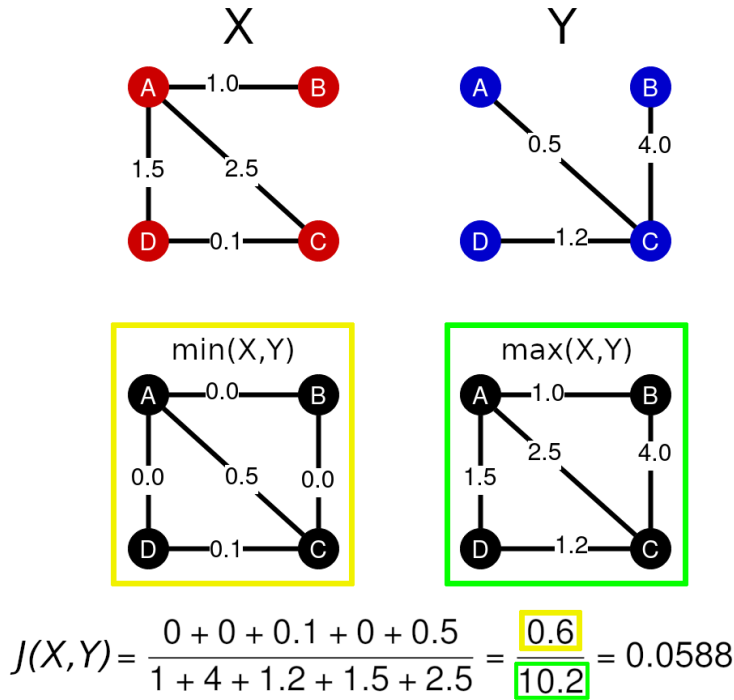 X Y
A 1.0 B A B
1.5 2.5 0.5 4.0
D 0.1 C D 1.2 C
min(X,Y) max(X,Y)
A 0.0 B A 1.0 B
0.0 0.5 0.0 1.5 2.5 4.0
D 0.1 C D 1.2 C
J(X,Y) = 0 + 0 + 0.1 + 0 + 0.5 / 1 + 4 + 1.2 + 1.5 + 2.5 = 0.6 / 10.2 = 0.0588